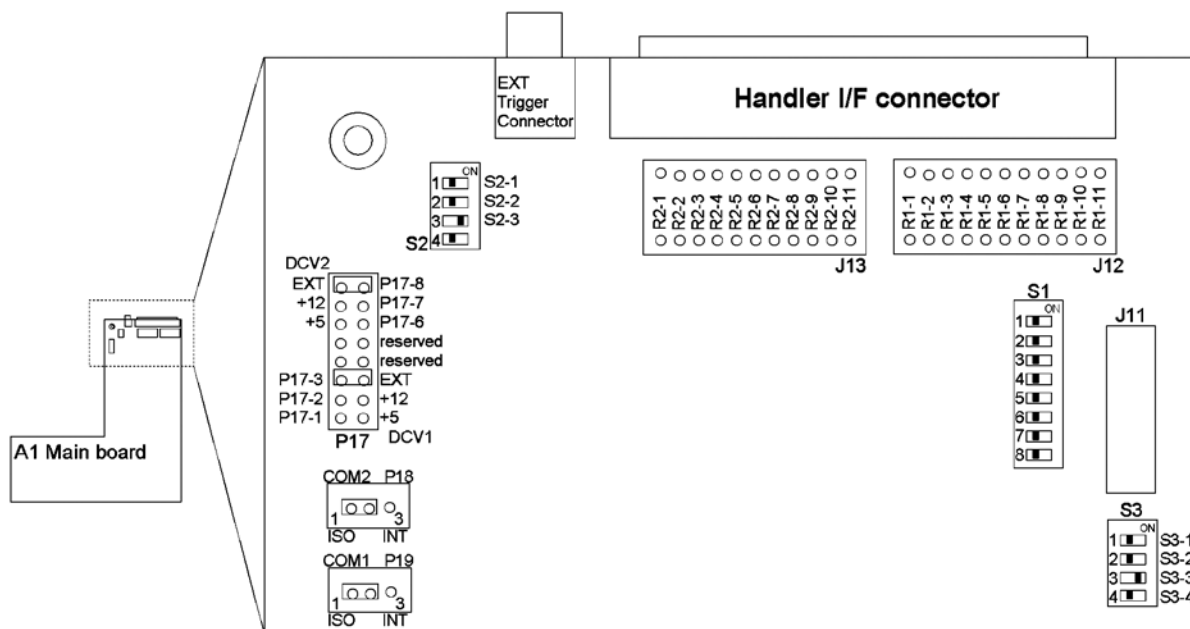 EXT
Trigger
Connector
Handler I/F connector
ON
1 S2-1
2 S2-2
3 S2-3
4
S2
R2-1 R2-2 R2-3 R2-4 R2-5 R2-6 R2-7 R2-8 R2-9 R2-10 R2-11
J13
R1-1 R1-2 R1-3 R1-4 R1-5 R1-6 R1-7 R1-8 R1-9 R1-10 R1-11
J12
DCV2
EXT P17-8
+12 P17-7
+5 P17-6
reserved
reserved
P17-3 EXT
P17-2 +12
P17-1 +5
P17 DCV1
A1 Main board
COM2 P18
1 3
ISO INT
COM1 P19
1 3
ISO INT
S1
ON
1
2
3
4
5
6
7
8
J11
S3
ON
1 S3-1
2 S3-2
3 S3-3
4 S3-4